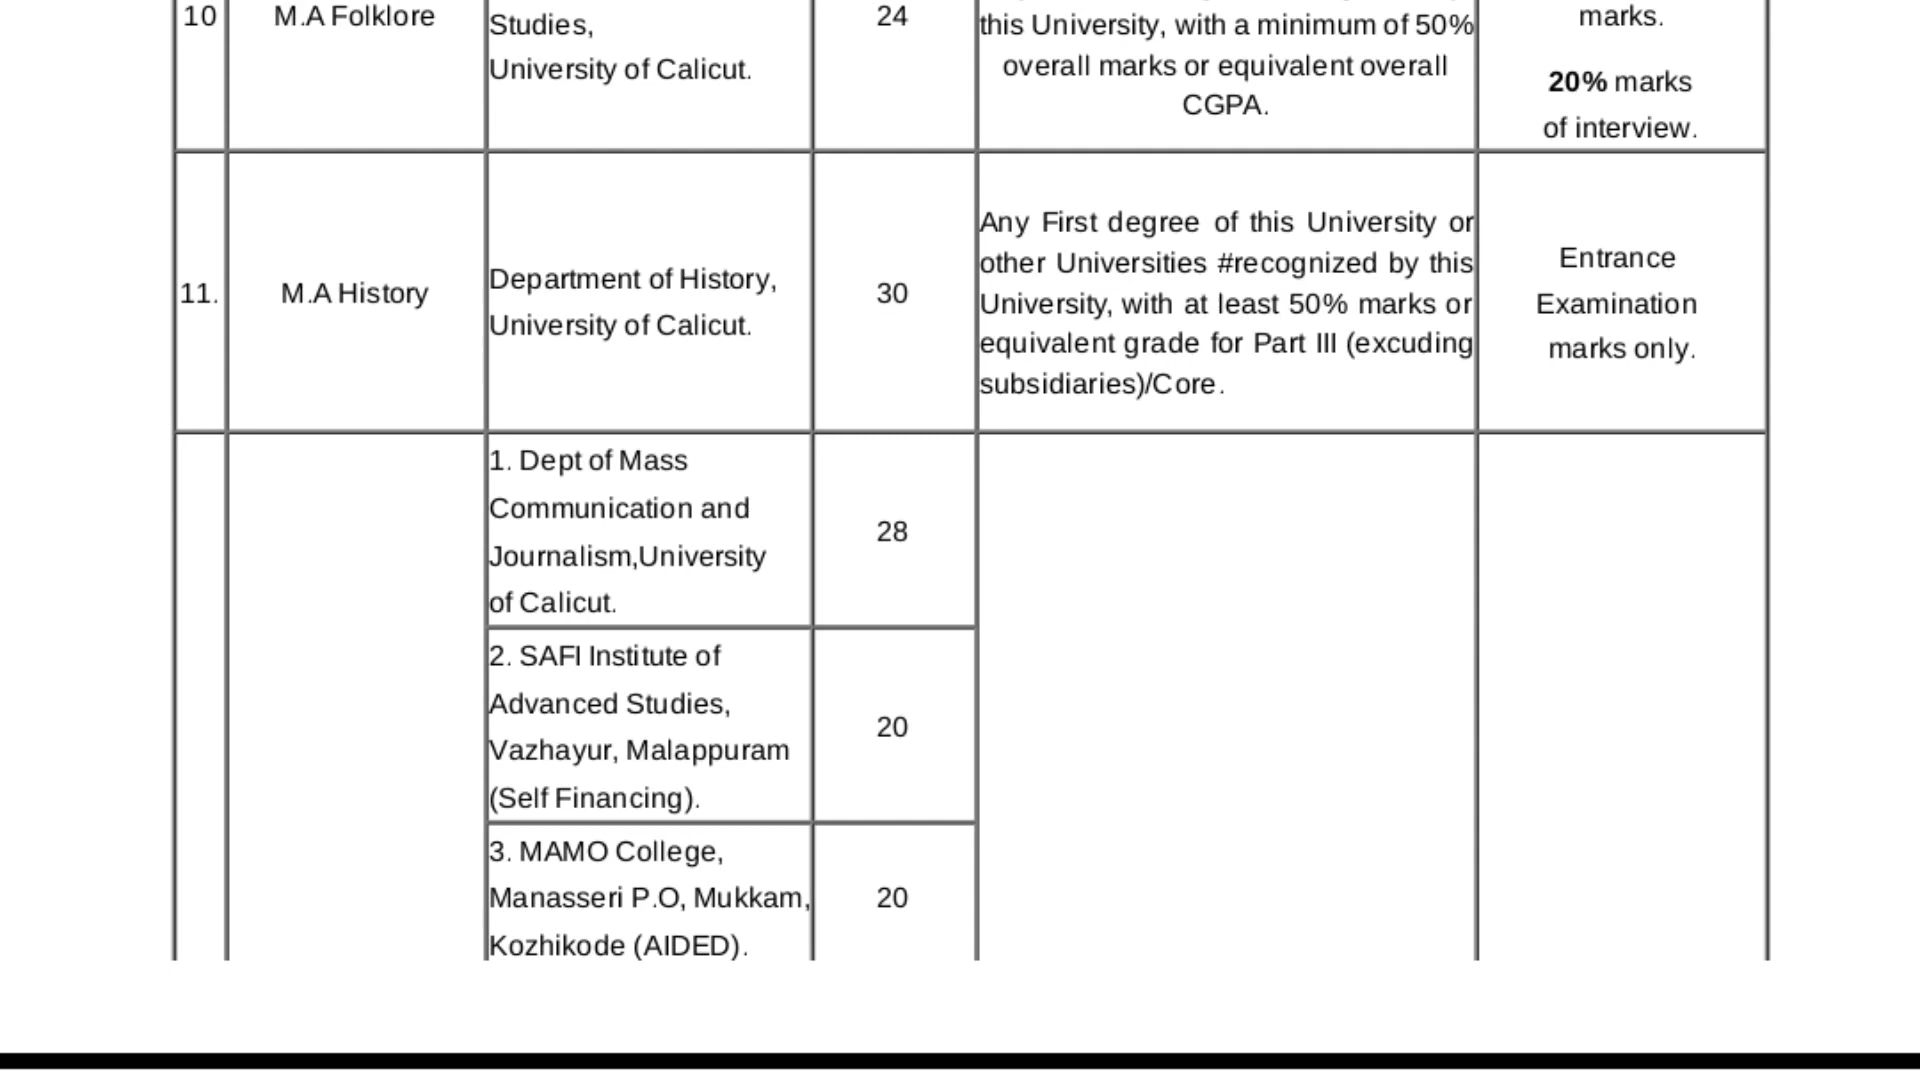 10
M.A Folklore
Studies,
University of Calicut.
24
this University, with a minimum of 50%
overall marks or equivalent overall
CGPA.
marks.
20% marks
of interview.
11.
M.A History
Department of History,
University of Calicut.
30
Any First degree of this University or
other Universities #recognized by this
University, with at least 50% marks or
equivalent grade for Part III (excuding
subsidiaries)/Core.
Entrance
Examination
marks only.
1. Dept of Mass
Communication and
Journalism,University
of Calicut.
28
2. SAFI Institute of
Advanced Studies,
Vazhayur, Malappuram
(Self Financing).
20
3. MAMO College,
Manasseri P.O, Mukkam,
Kozhikode (AIDED).
20